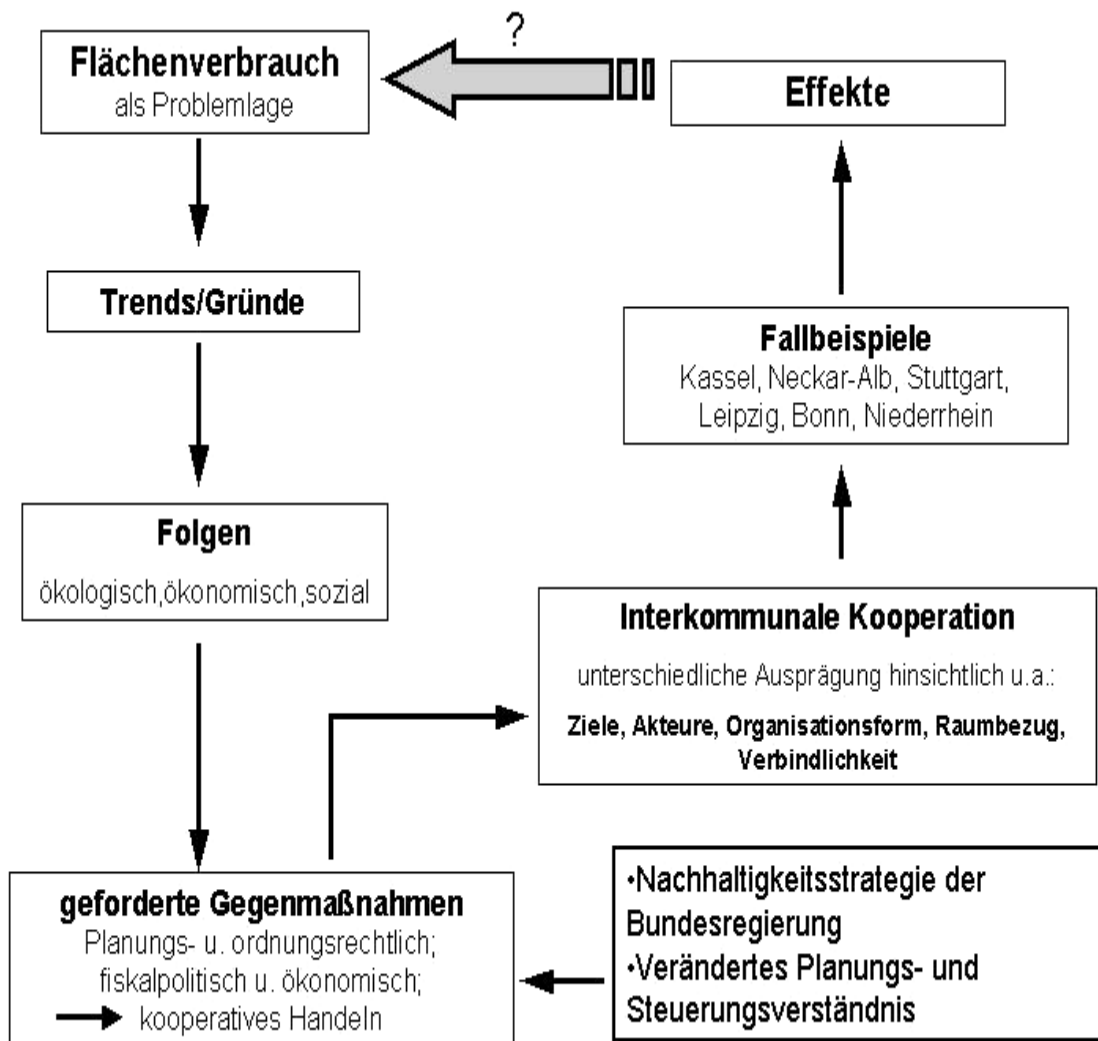 ?
Flächenverbrauch
als Problemlage
Effekte
Trends/Gründe
Fallbeispiele
Kassel, Neckar-Alb, Stuttgart,
Leipzig, Bonn, Niederrhein
Folgen
ökologisch,ökonomisch,sozial
Interkommunale Kooperation
unterschiedliche Ausprägung hinsichtlich u.a.:
Ziele, Akteure, Organisationsform, Raumbezug,
Verbindlichkeit
geforderte Gegenmaßnahmen
Planungs- u. ordnungsrechtlich;
fiskalpolitisch u. ökonomisch;
kooperatives Handeln
•Nachhaltigkeitsstrategie der
Bundesregierung
•Verändertes Planungs- und
Steuerungsverständnis